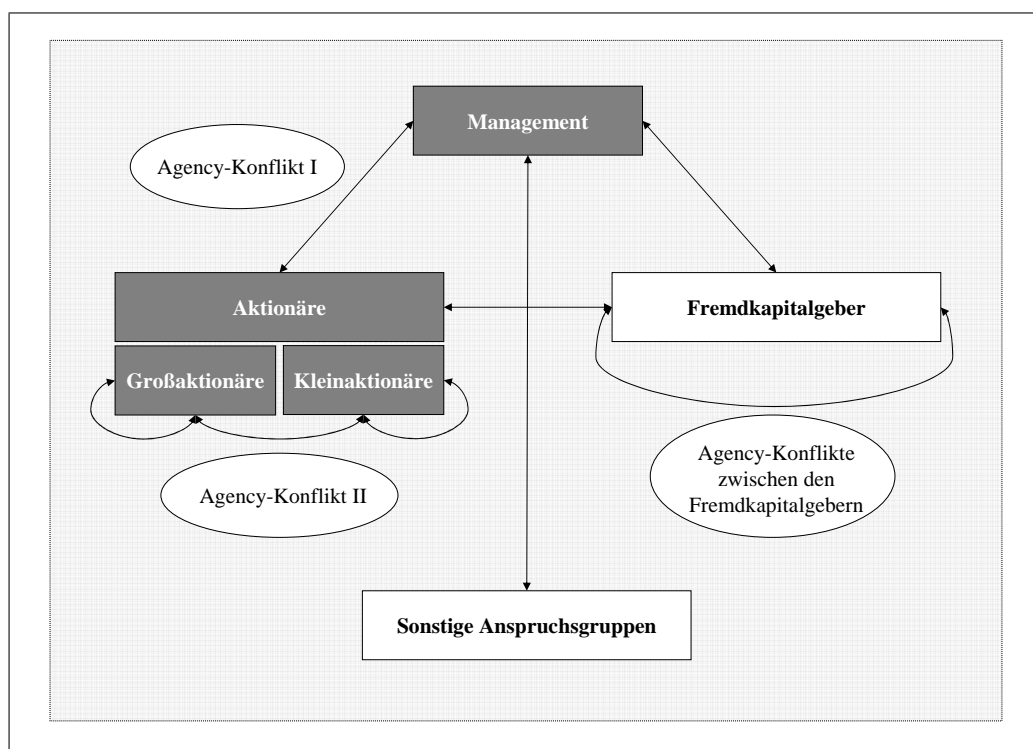 Management
Agency-Konflikt I
Aktionäre
Fremdkapitalgeber
Großaktionäre
Kleinaktionäre
Agency-Konflikt II
Agency-Konflikte
zwischen den
Fremdkapitalgebern
Sonstige Anspruchsgruppen